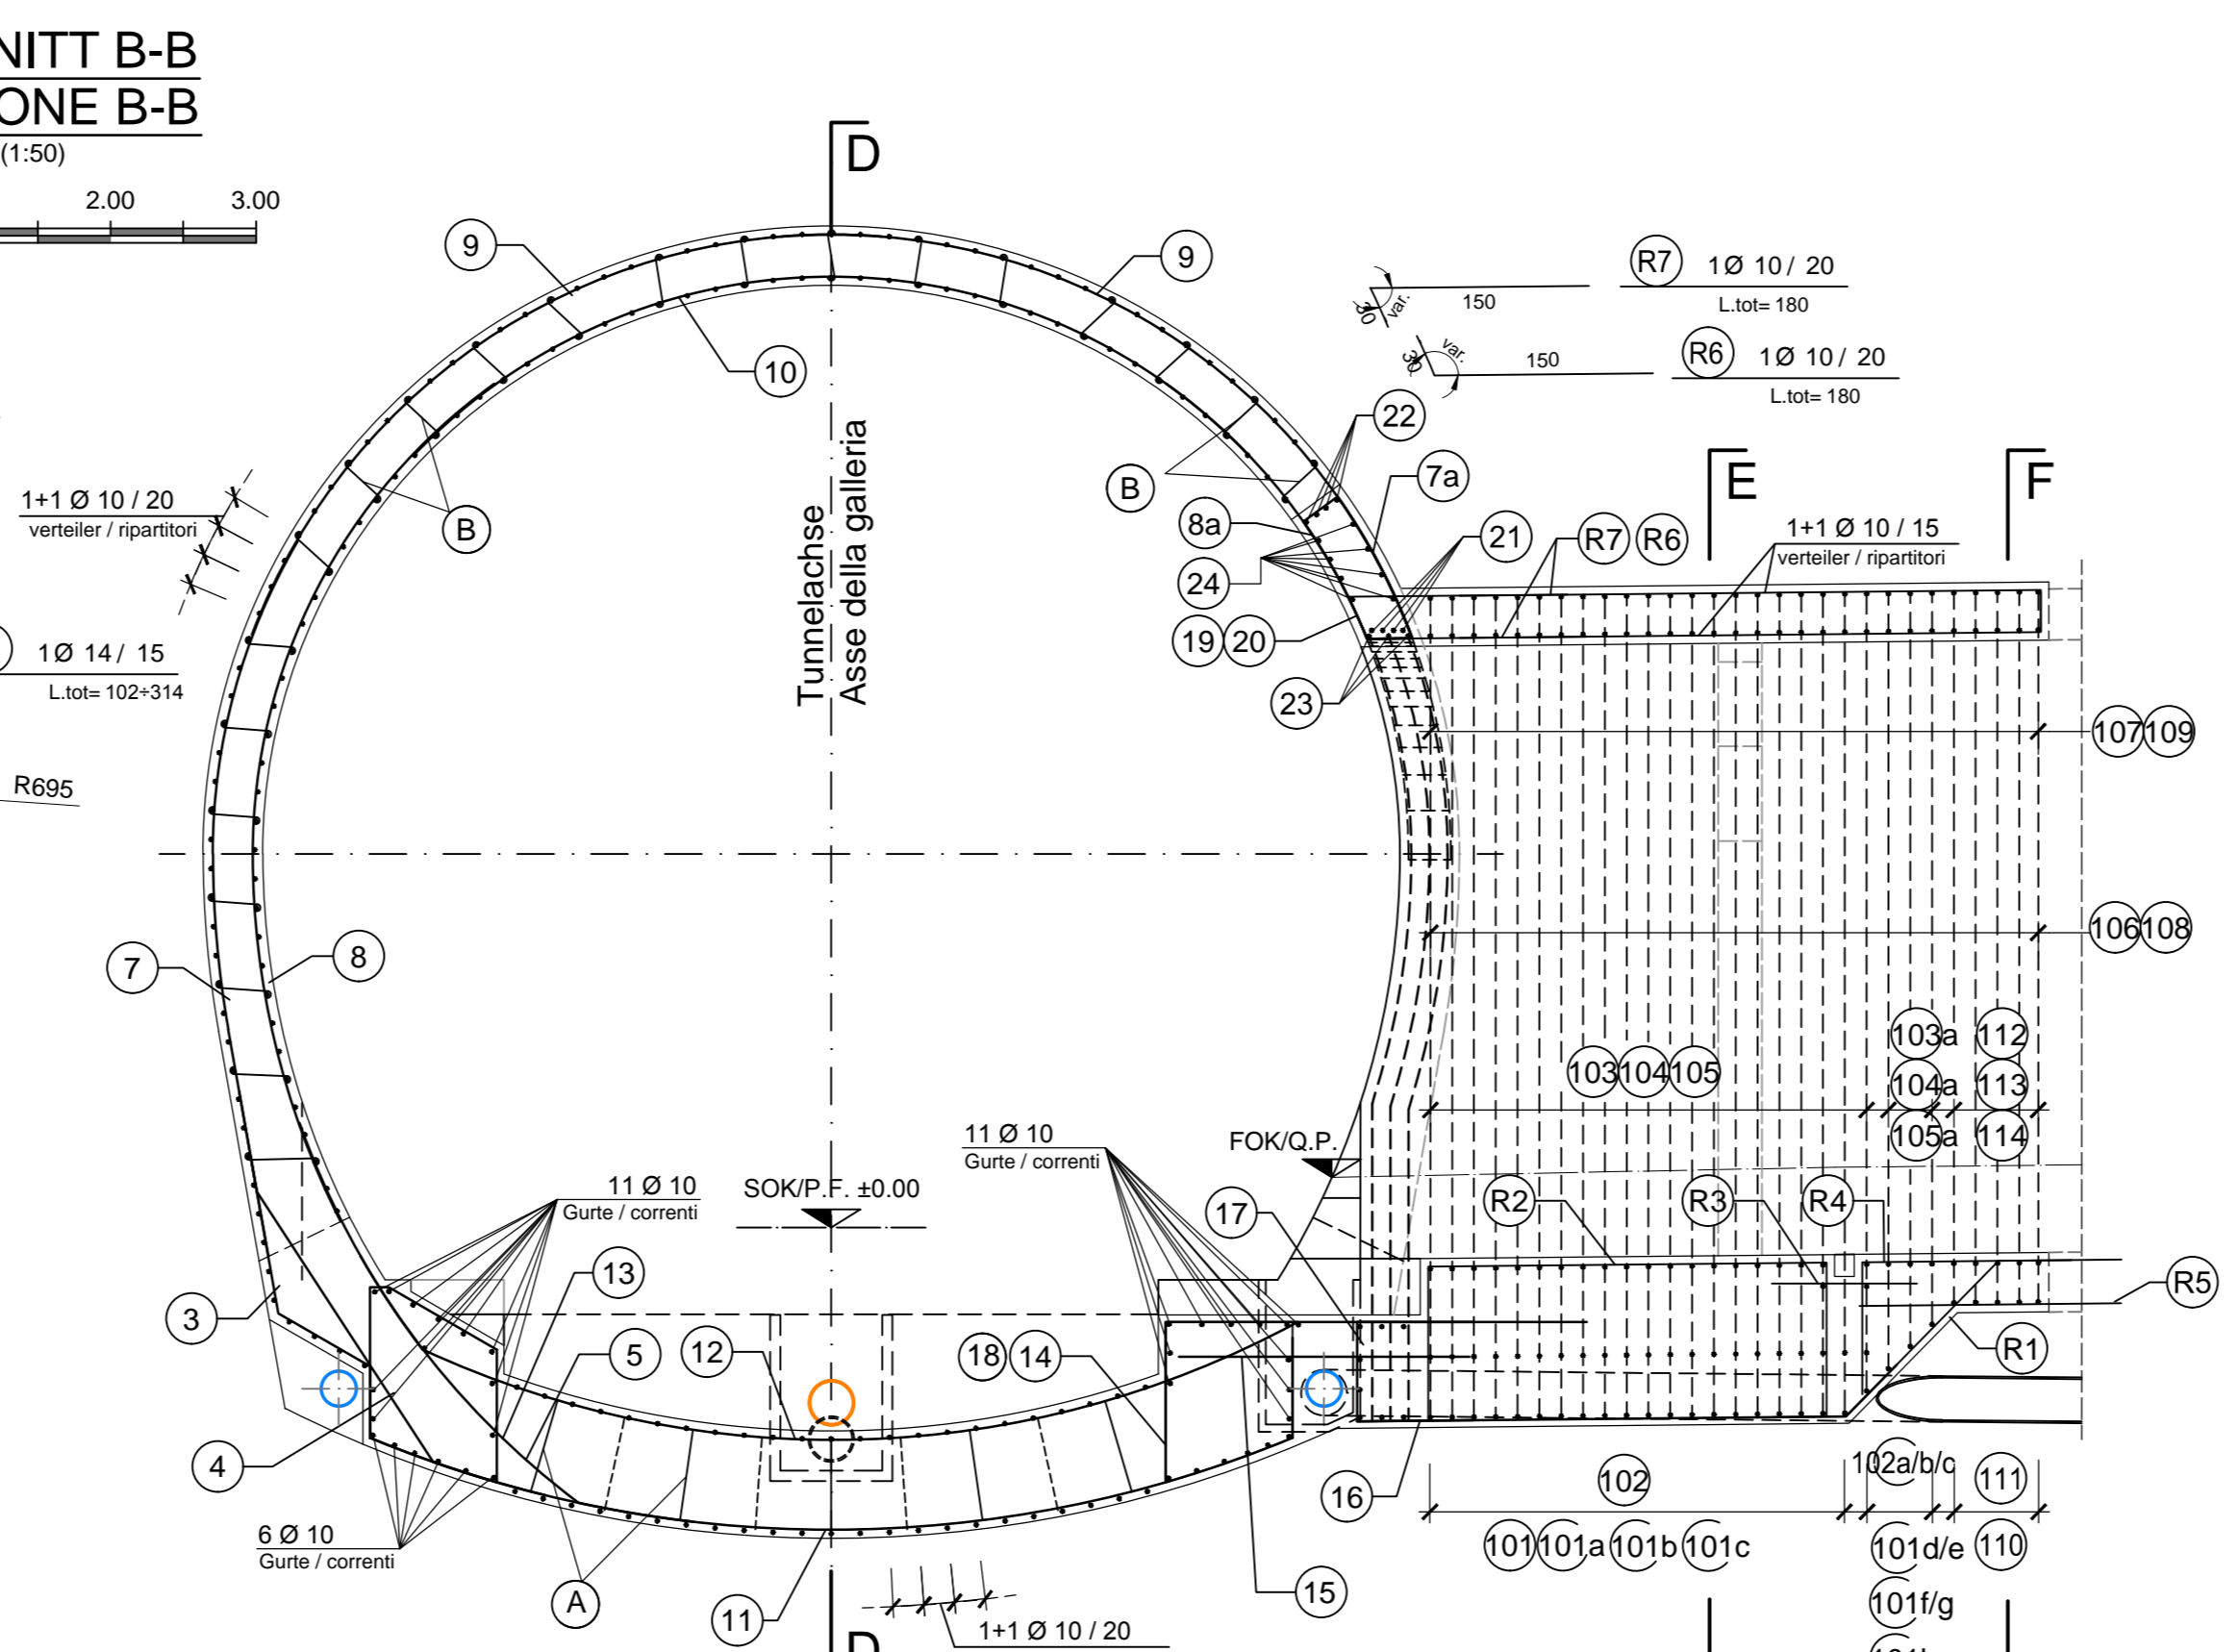 NITT B-B
ONE B-B
(1:50)
2.00
3.00
D
9
9
10
R7
1Ø 10 / 20
L.tot= 180
30
var.
150
R6
1Ø 10 / 20
L.tot= 180
30
var.
150
22
7a
B
8a
E
F
1+1 Ø 10 / 20
verteiler / ripartitori
B
21
R7
R6
1+1 Ø 10 / 15
verteiler / ripartitori
24
1Ø 14 / 15
L.tot= 102÷314
19
20
Tunnelachse
Asse della galleria
23
107
109
R695
106
108
7
8
103
104
105
103a
104a
105a
112
113
114
11 Ø 10
Gurte / correnti
FOK/Q.P.
11 Ø 10
Gurte / correnti
SOK/P.F. ±0.00
17
R2
R3
R4
R5
R1
3
13
5
12
18
14
4
6 Ø 10
Gurte / correnti
16
102
102a/b/c
111
101
101a
101b
101c
101d/e
110
101f/g
A
11
15
1+1 Ø 10 / 20
D